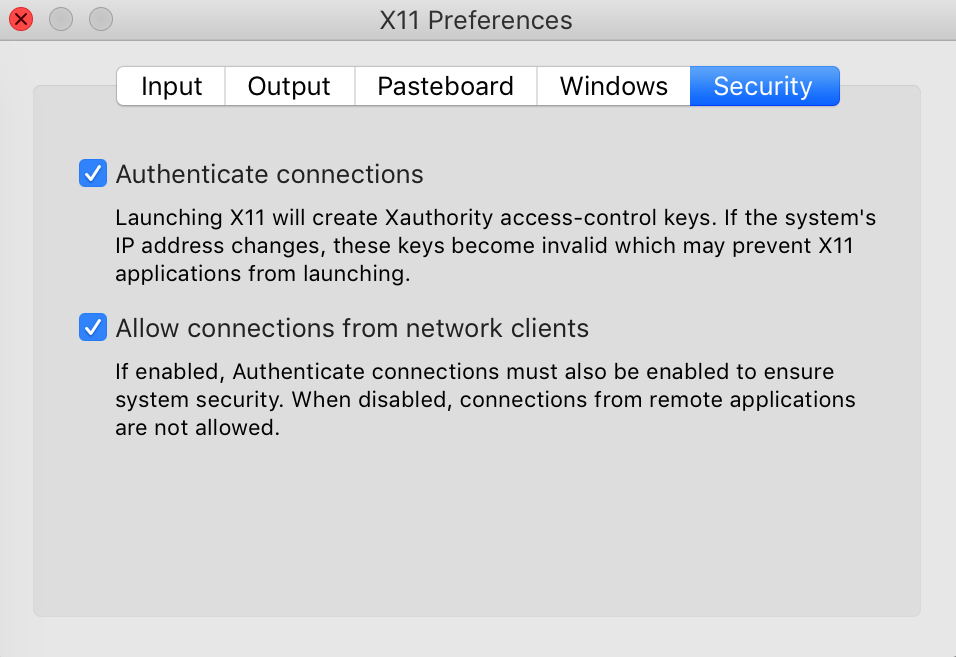 X11 Preferences
Input Output Pasteboard Windows Security
Authenticate connections
Launching X11 will create Xauthority access-control keys. If the system's
IP address changes, these keys become invalid which may prevent X11
applications from launching.
Allow connections from network clients
If enabled, Authenticate connections must also be enabled to ensure
system security. When disabled, connections from remote applications
are not allowed.